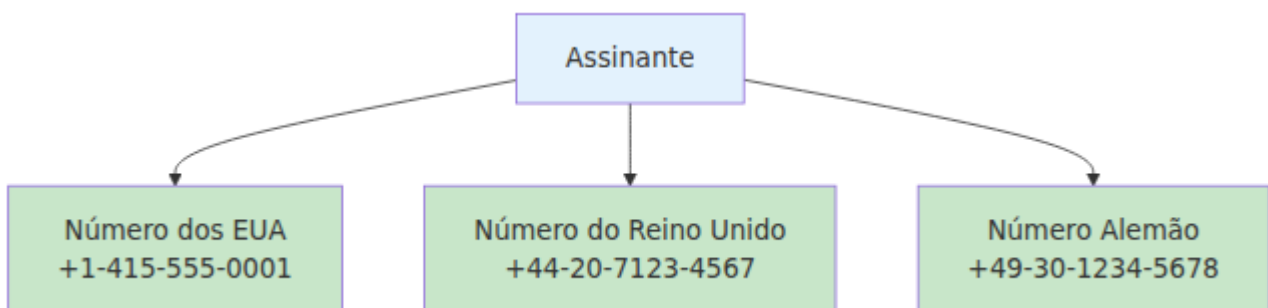 Assinante
Número dos EUA
+1-415-555-0001
Número do Reino Unido
+44-20-7123-4567
Número Alemão
+49-30-1234-5678